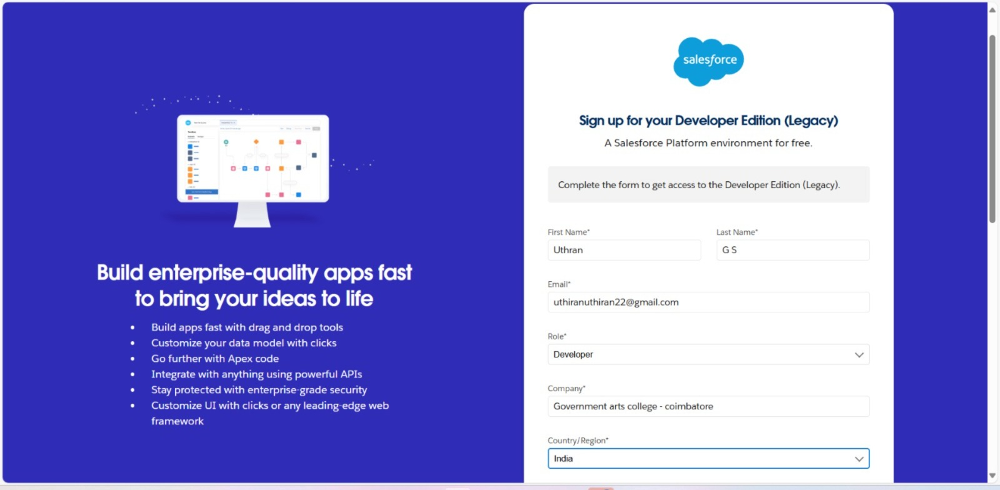 salesforce
Sign up for your Developer Edition (Legacy)
A Salesforce Platform environment for free.
Complete the form to get access to the Developer Edition (Legacy).
First Name*
Last Name*
Uthran
G S
Email*
uthiranuthiran22@gmail.com
Role*
Developer
Company*
Government arts college - coimbatore
Country/Region*
India
Build enterprise-quality apps fast
to bring your ideas to life
• Build apps fast with drag and drop tools
• Customize your data model with clicks
• Go further with Apex code
• Integrate with anything using powerful APIs
• Stay protected with enterprise-grade security
• Customize UI with clicks or any leading-edge web
framework